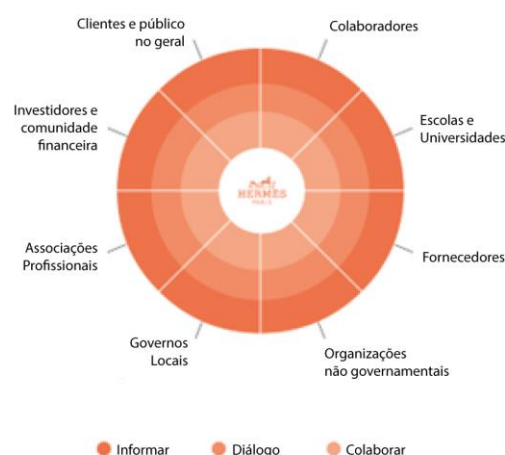 Clientes e público
no geral
Colaboradores
Investidores e
comunidade
financeira
Escolas e
Universidades
HERMÈS
PARIS
Associações
Profissionais
Fornecedores
Governos
Locais
Organizações
não governamentais
Informar
Diálogo
Colaborar